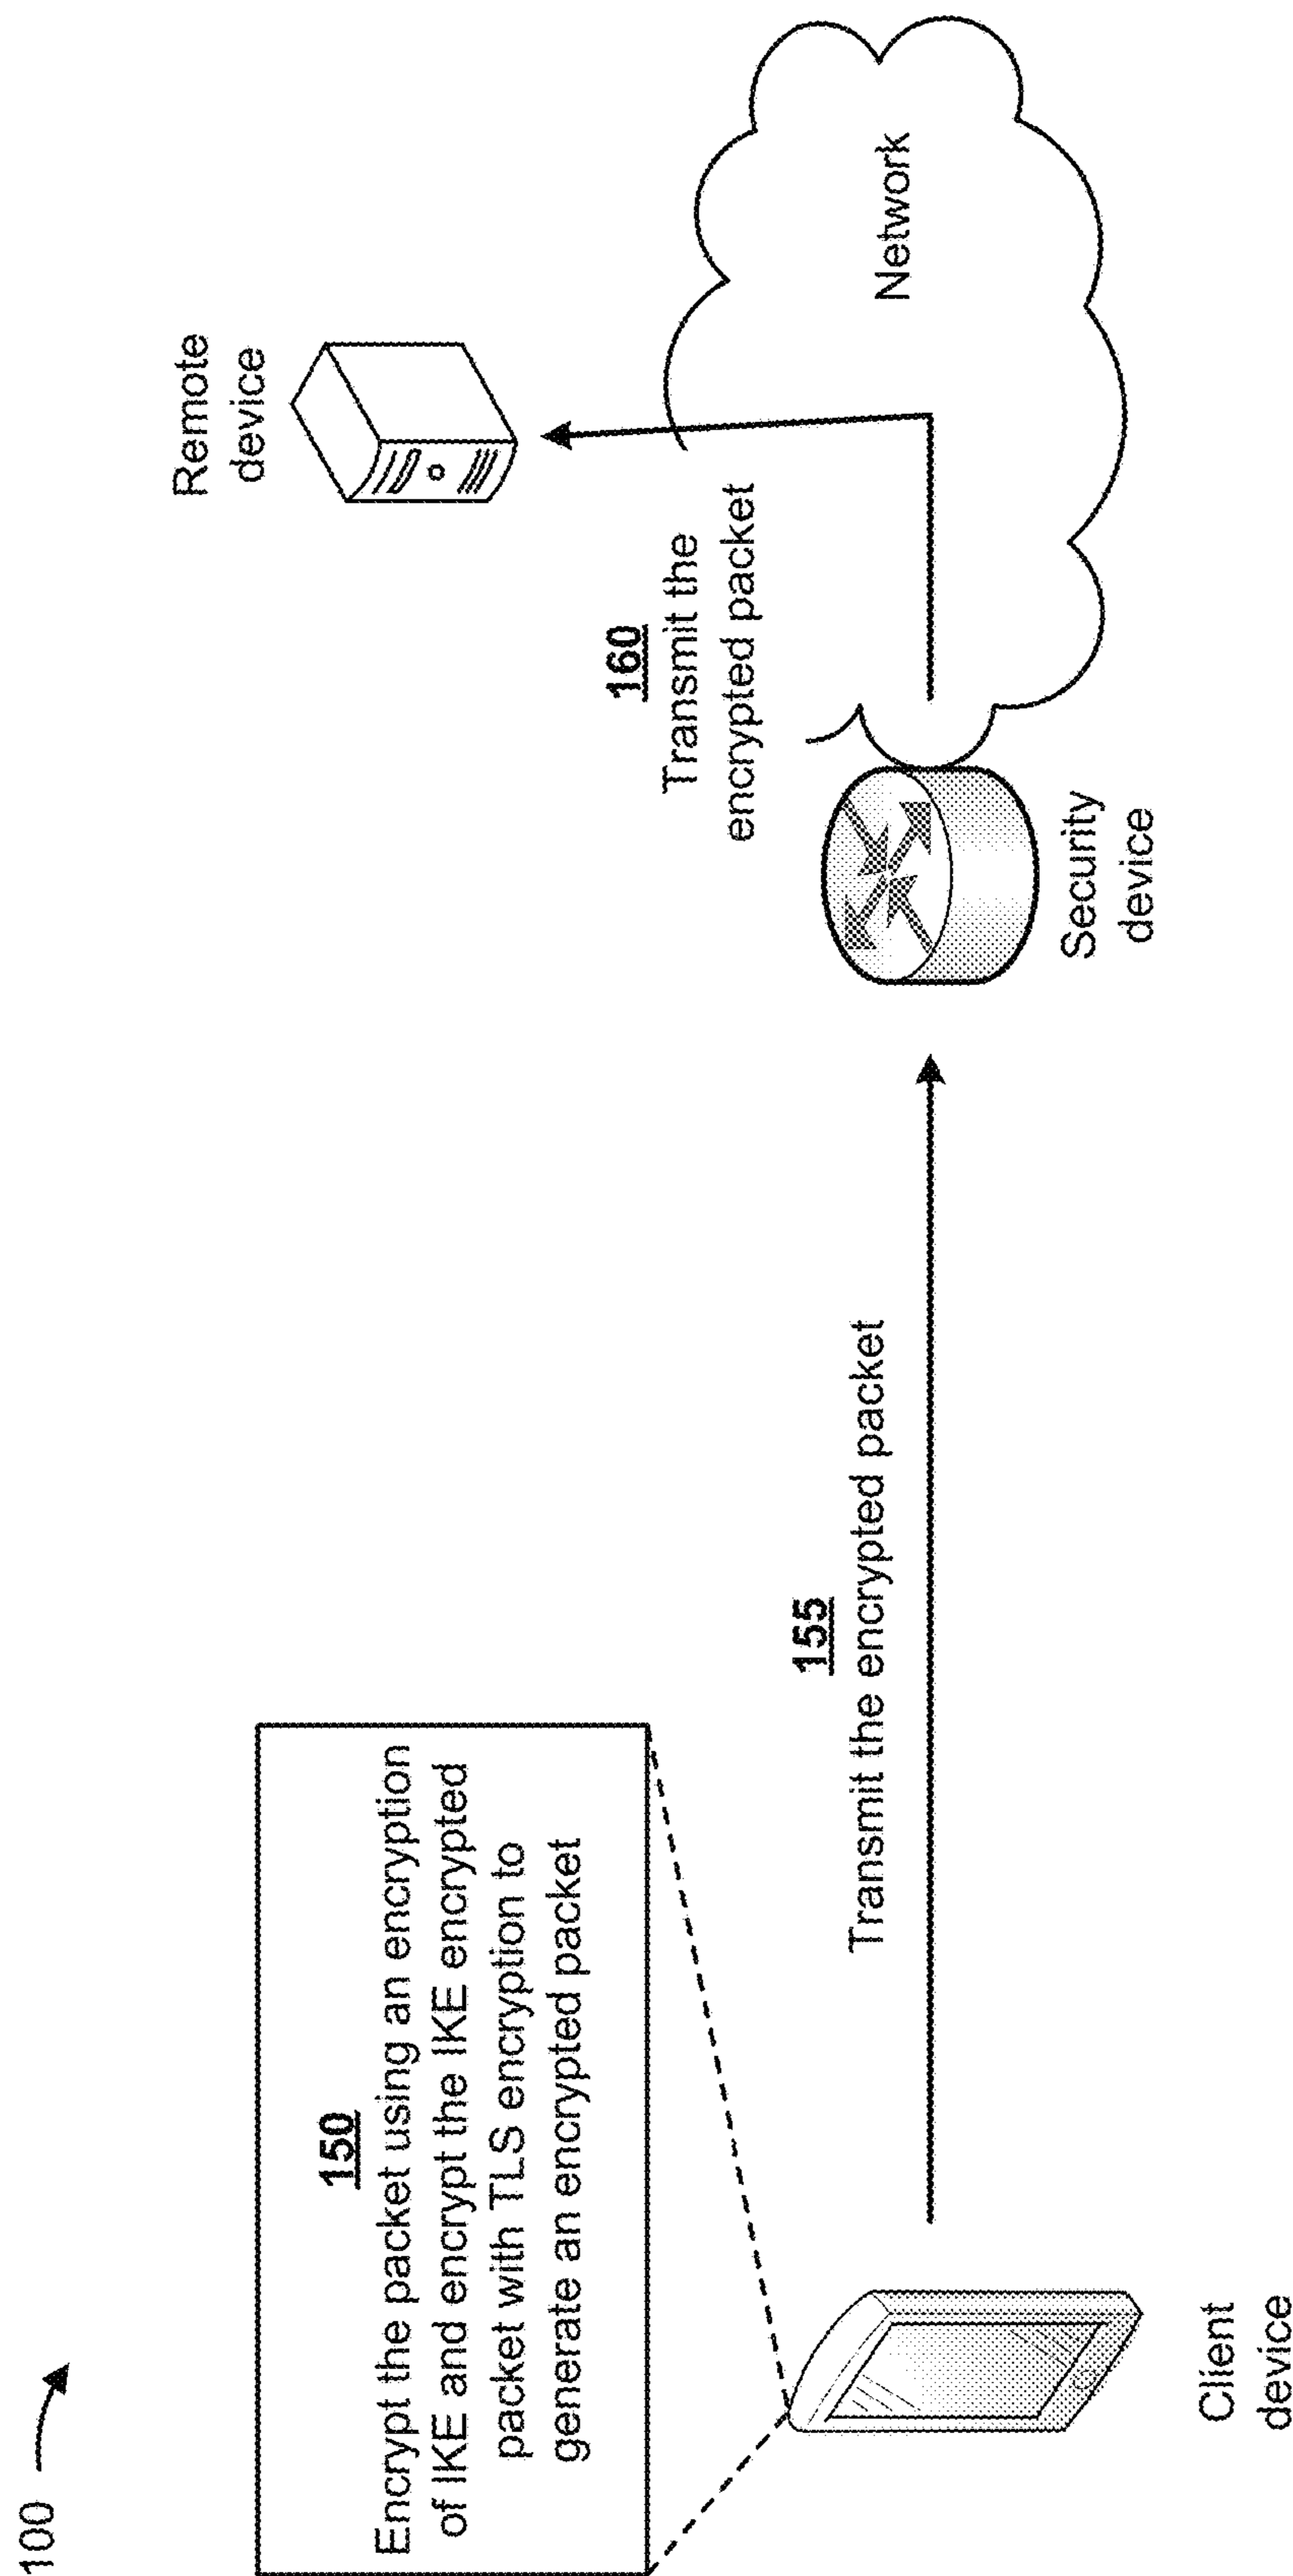 100
150
Encrypt the packet using an encryption
of IKE and encrypt the IKE encrypted
packet with TLS encryption to
generate an encrypted packet
Client
device
155
Transmit the encrypted packet
Security
device
160
Transmit the
encrypted packet
Remote
device
Network